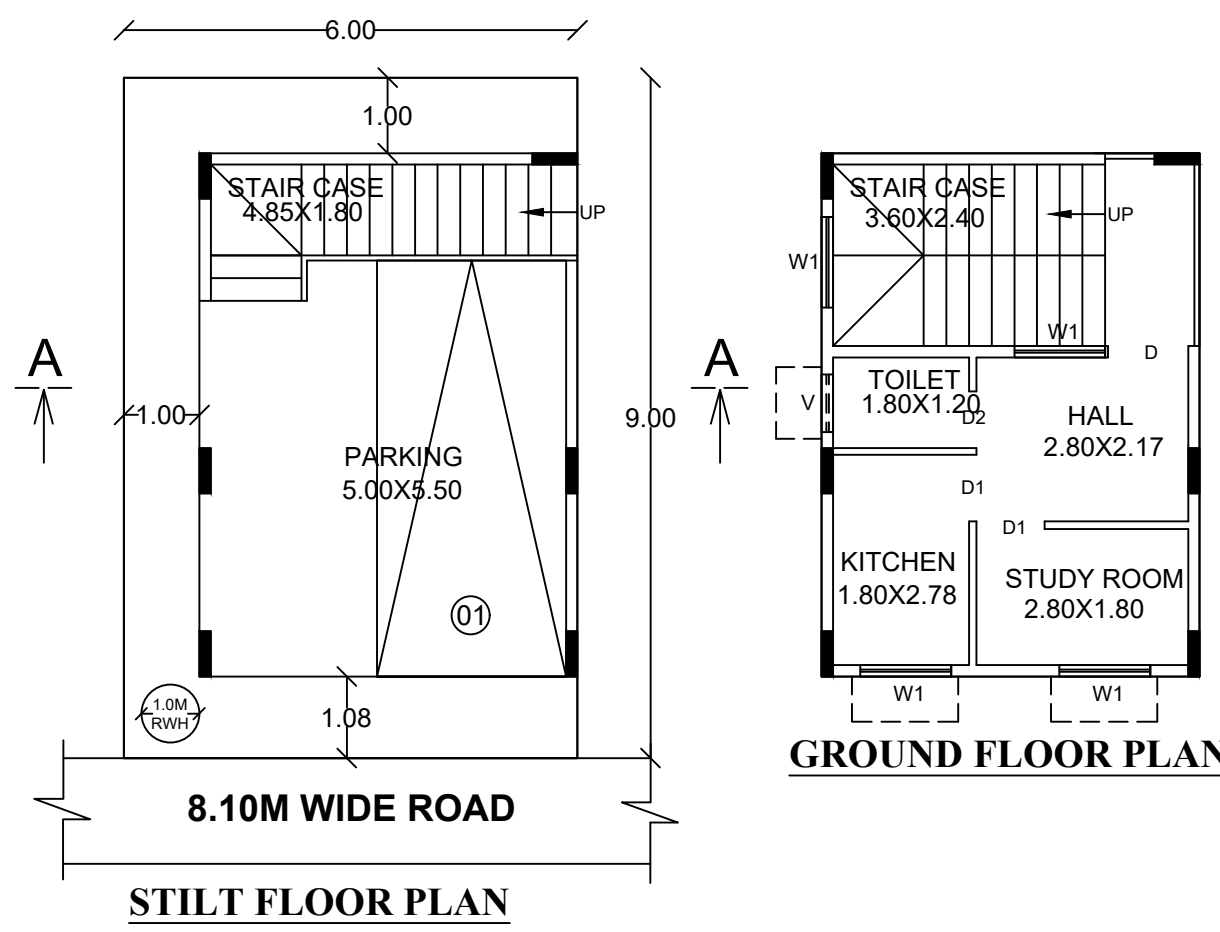 6.00
1.00
STAIR CASE
4.85X1.80
UP
A
1.00
9.00
PARKING
5.00X5.50
01
1.0M
RWH
1.08
8.10M WIDE ROAD
STILT FLOOR PLAN
STAIR CASE
3.60X2.40
UP
W1
W1
D
A
TOILET
1.80X1.20
V
D2
HALL
2.80X2.17
D1
D1
KITCHEN
1.80X2.78
STUDY ROOM
2.80X1.80
W1
W1
GROUND FLOOR PLAN